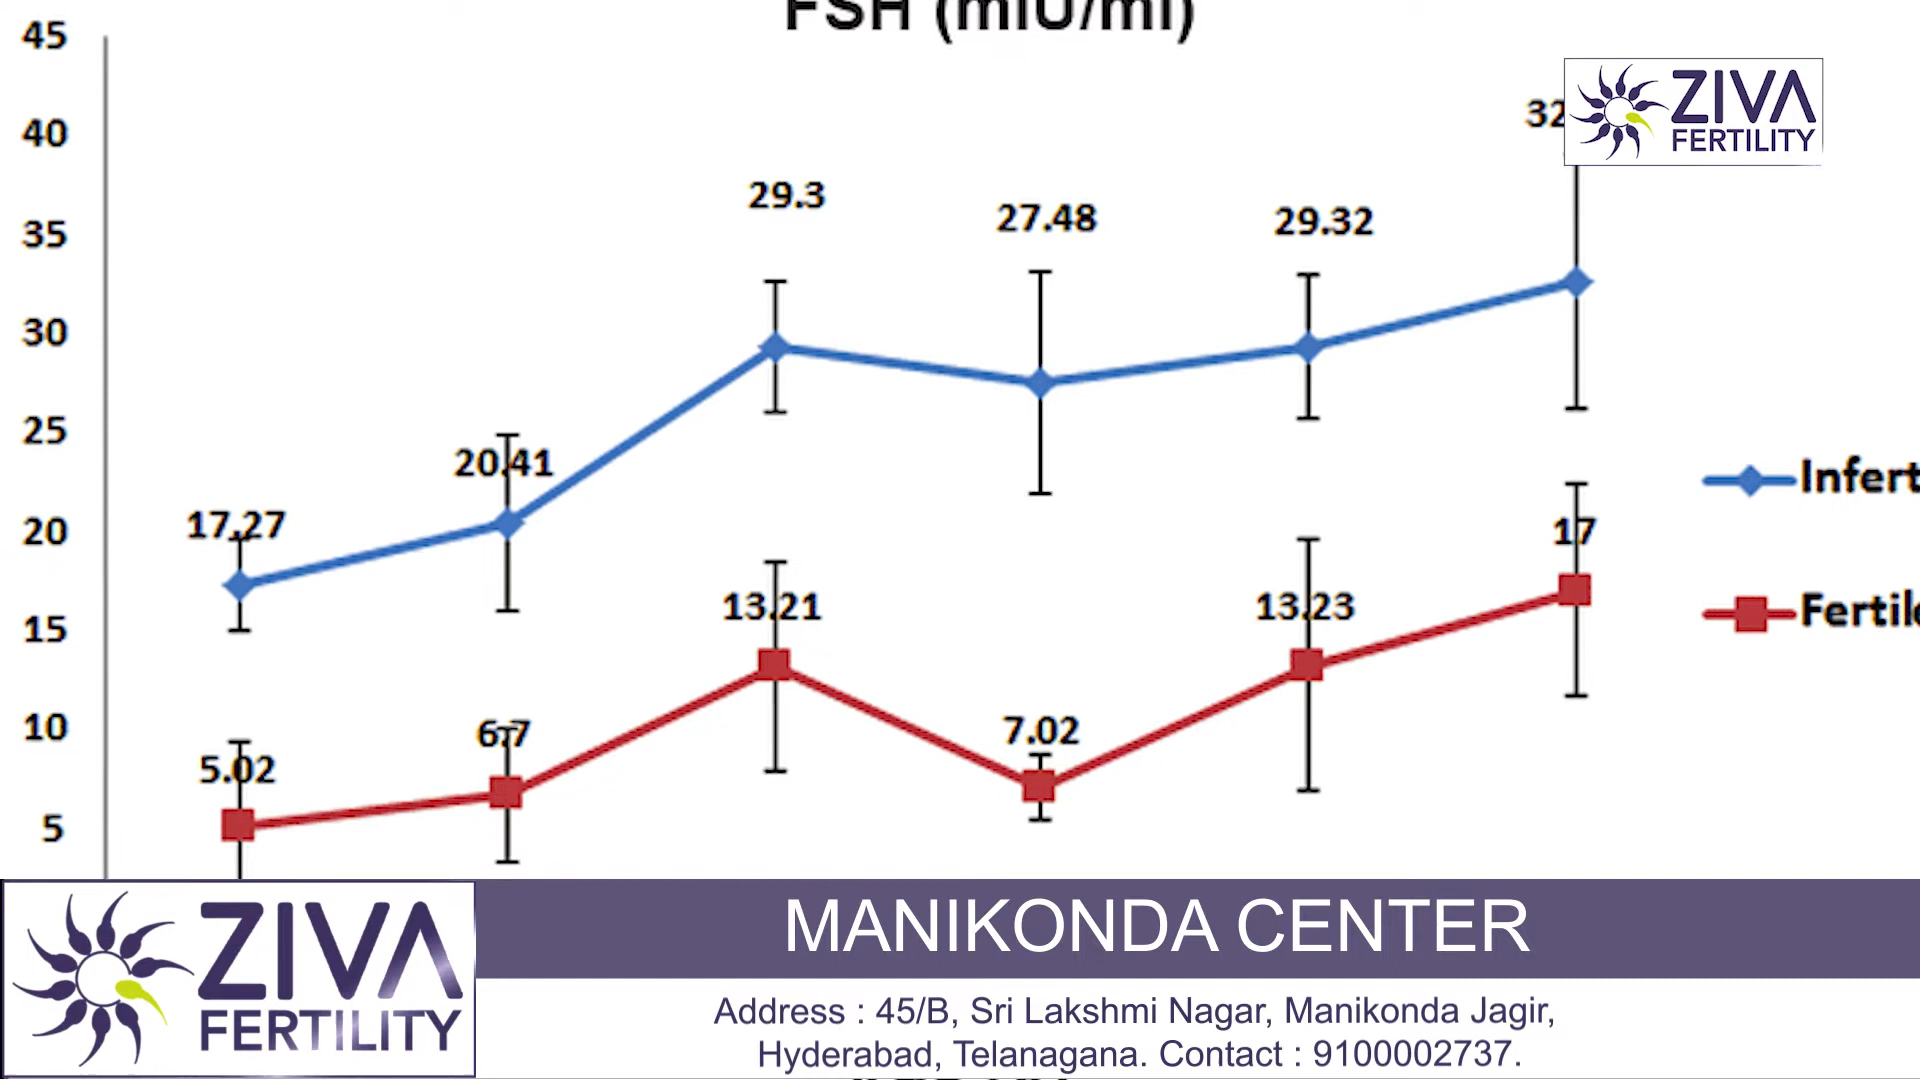 FSH (mIU/ml)
45
40
35
30
25
20
15
10
5
17.27
20.41
29.3
27.48
29.32
32
5.02
6.7
13.21
7.02
13.23
17
Infert
Fertile
ZIVA
FERTILITY
ZIVA
FERTILITY
MANIKONDA CENTER
Address : 45/B, Sri Lakshmi Nagar, Manikonda Jagir,
Hyderabad, Telanagana. Contact : 9100002737.